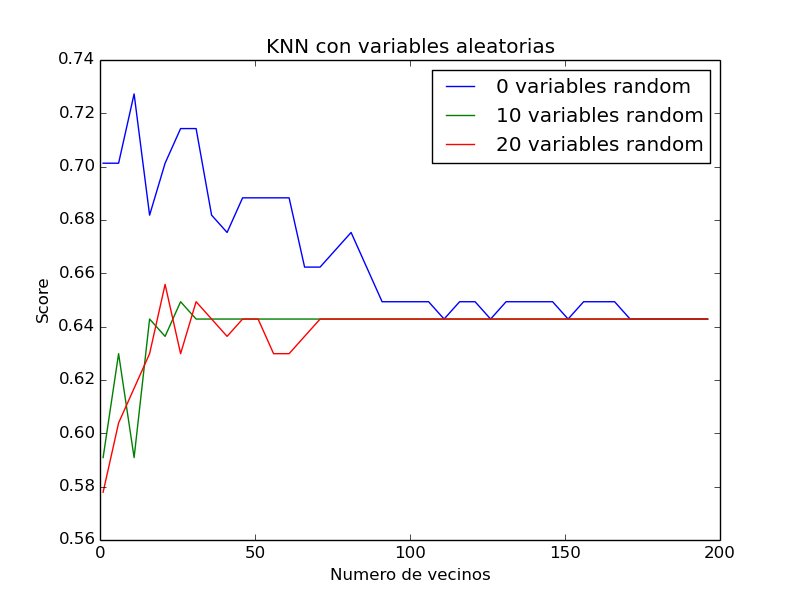 KNN con variables aleatorias
0.74
0.72
0.70
0.68
0.66
0.64
0.62
0.60
0.58
0.56
Score
0 variables random
10 variables random
20 variables random
0 50 100 150 200
Numero de vecinos